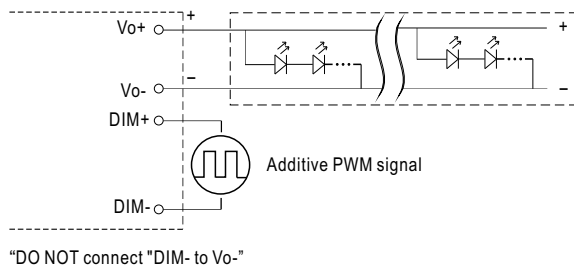 Vo+
+
+
Vo-
−
−
DIM+
Additive PWM signal
DIM-
“DO NOT connect "DIM- to Vo-”